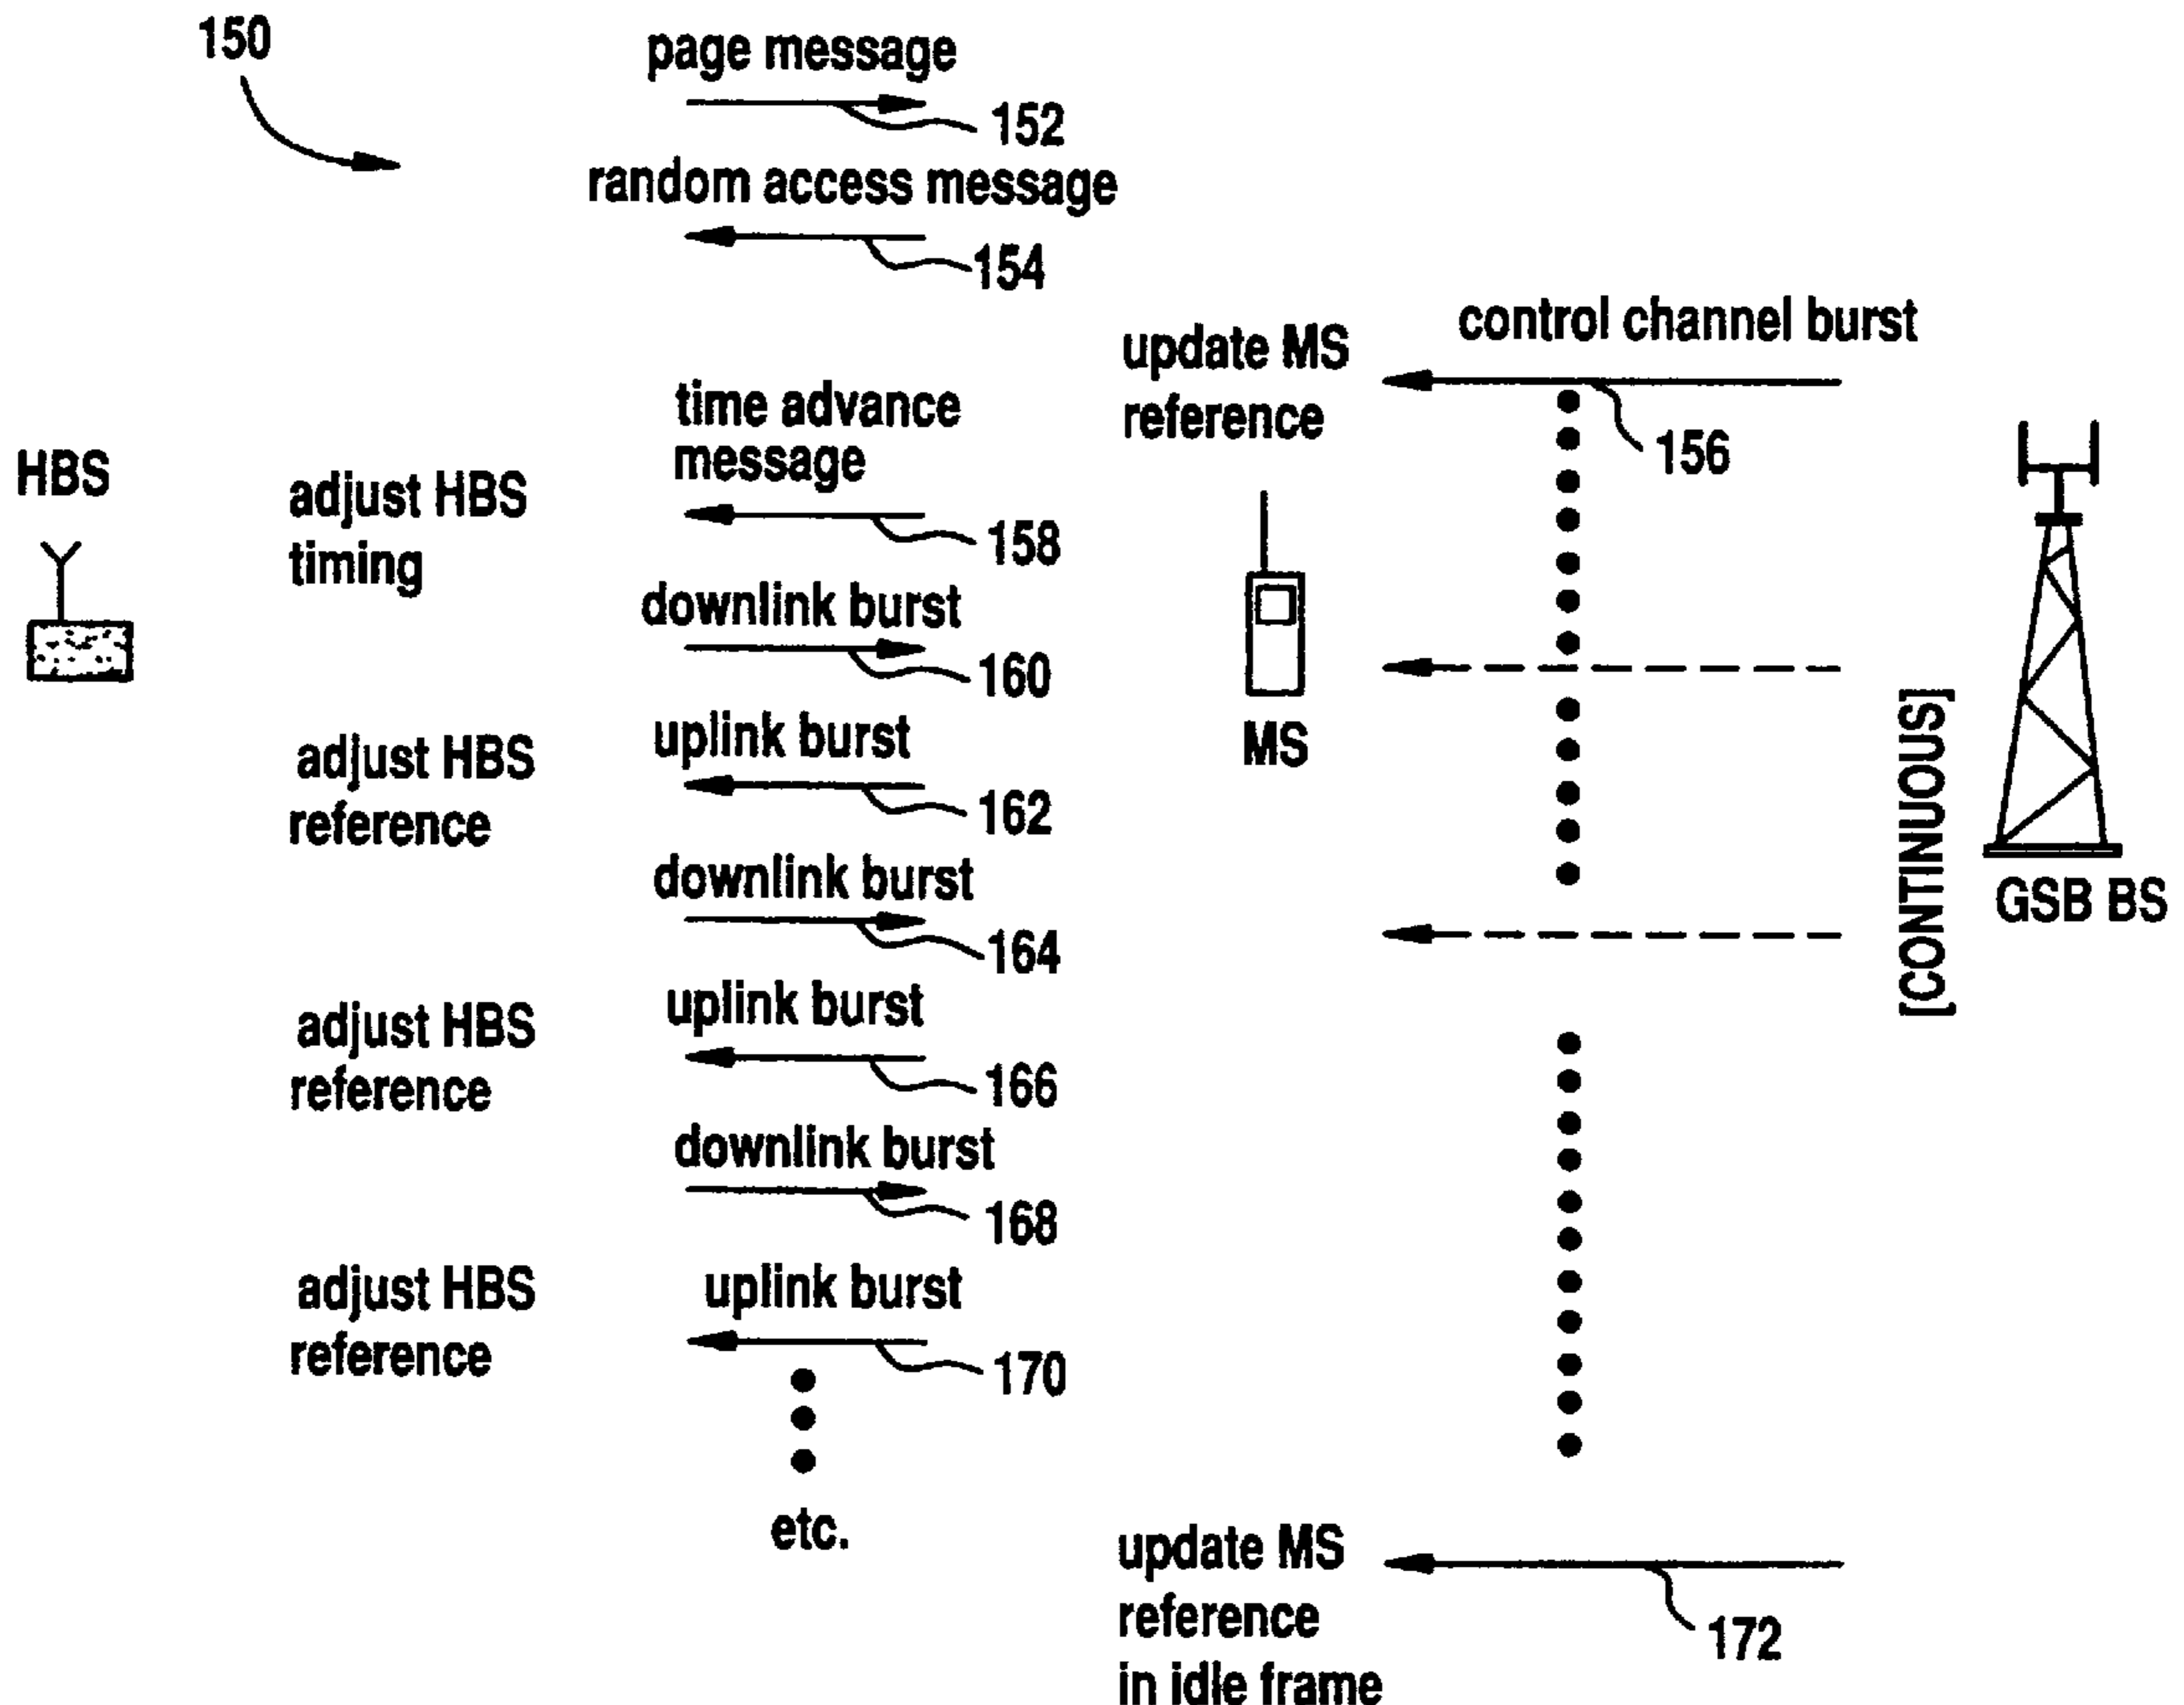 150
page message
152
random access message
154
control channel burst
update MS
reference
156
time advance
message
HBS
adjust HBS
timing
158
downlink burst
160
uplink burst
MS
adjust HBS
reference
162
[CONTINUOUS]
GSB BS
downlink burst
164
uplink burst
adjust HBS
reference
166
downlink burst
168
uplink burst
adjust HBS
reference
170
etc.
update MS
reference
in idle frame
172